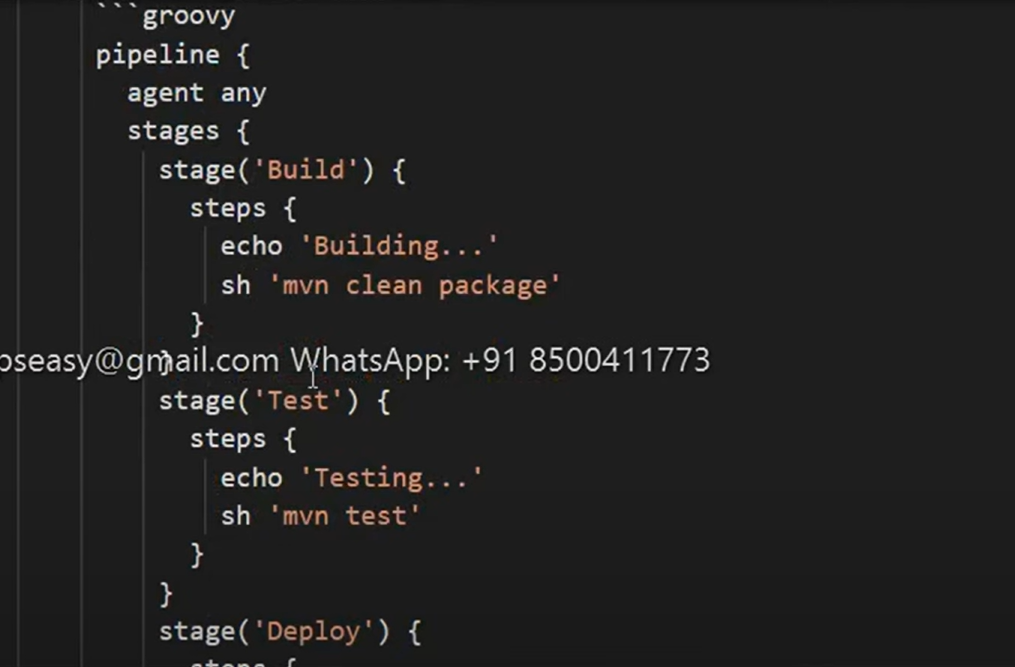 ```groovy
pipeline {
agent any
stages {
stage('Build') {
steps {
echo 'Building...'
sh 'mvn clean package'
}
}
pseasy@gmail.com WhatsApp: +91 8500411773
stage('Test') {
steps {
echo 'Testing...'
sh 'mvn test'
}
}
stage('Deploy') {
steps {